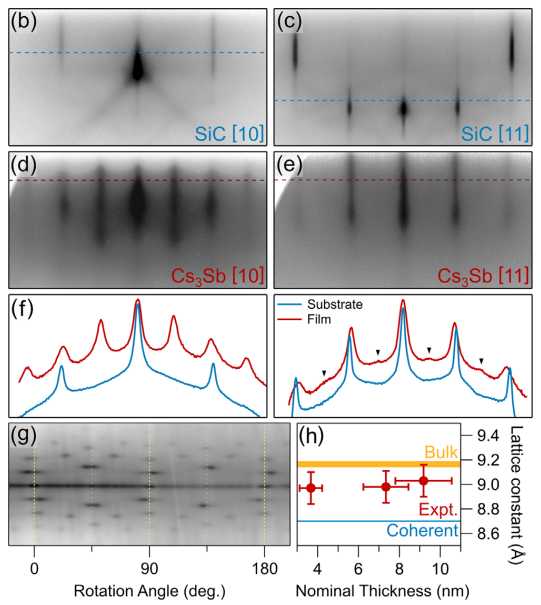 (b)
SiC [10]
(c)
SiC [11]
(d)
Cs₃Sb [10]
(e)
Cs₃Sb [11]
(f)
Substrate
Film
(g)
0
90
180
Rotation Angle (deg.)
(h)
Bulk
Expt.
Coherent
9.4
9.2
9.0
8.8
8.6
Lattice constant (Å)
4
6
8
10
Nominal Thickness (nm)